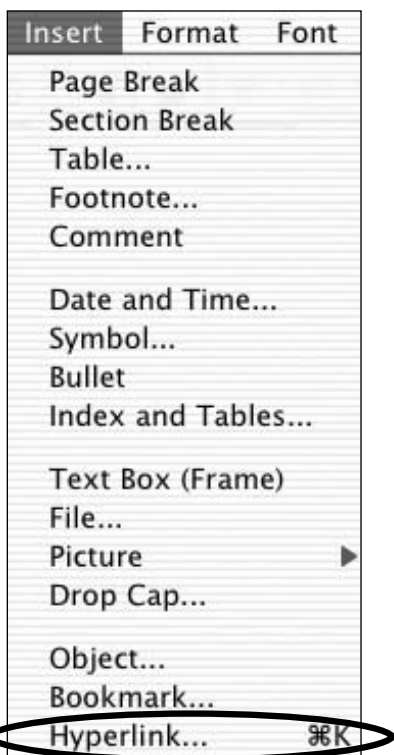 Insert Format Font
Page Break
Section Break
Table...
Footnote...
Comment
Date and Time...
Symbol...
Bullet
Index and Tables...
Text Box (Frame)
File...
Picture
Drop Cap...
Object...
Bookmark...
Hyperlink... ⌘K